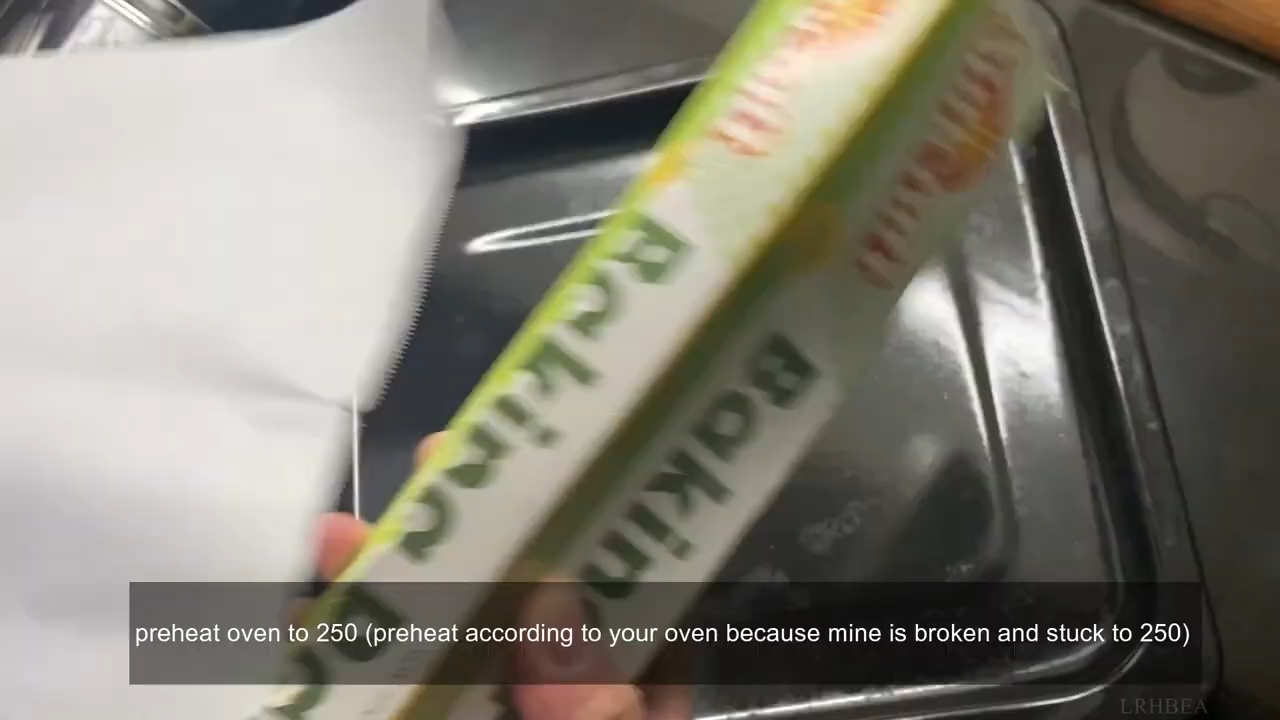 Baking
Bakin
preheat oven to 250 (preheat according to your oven because mine is broken and stuck to 250)
LRHBEA